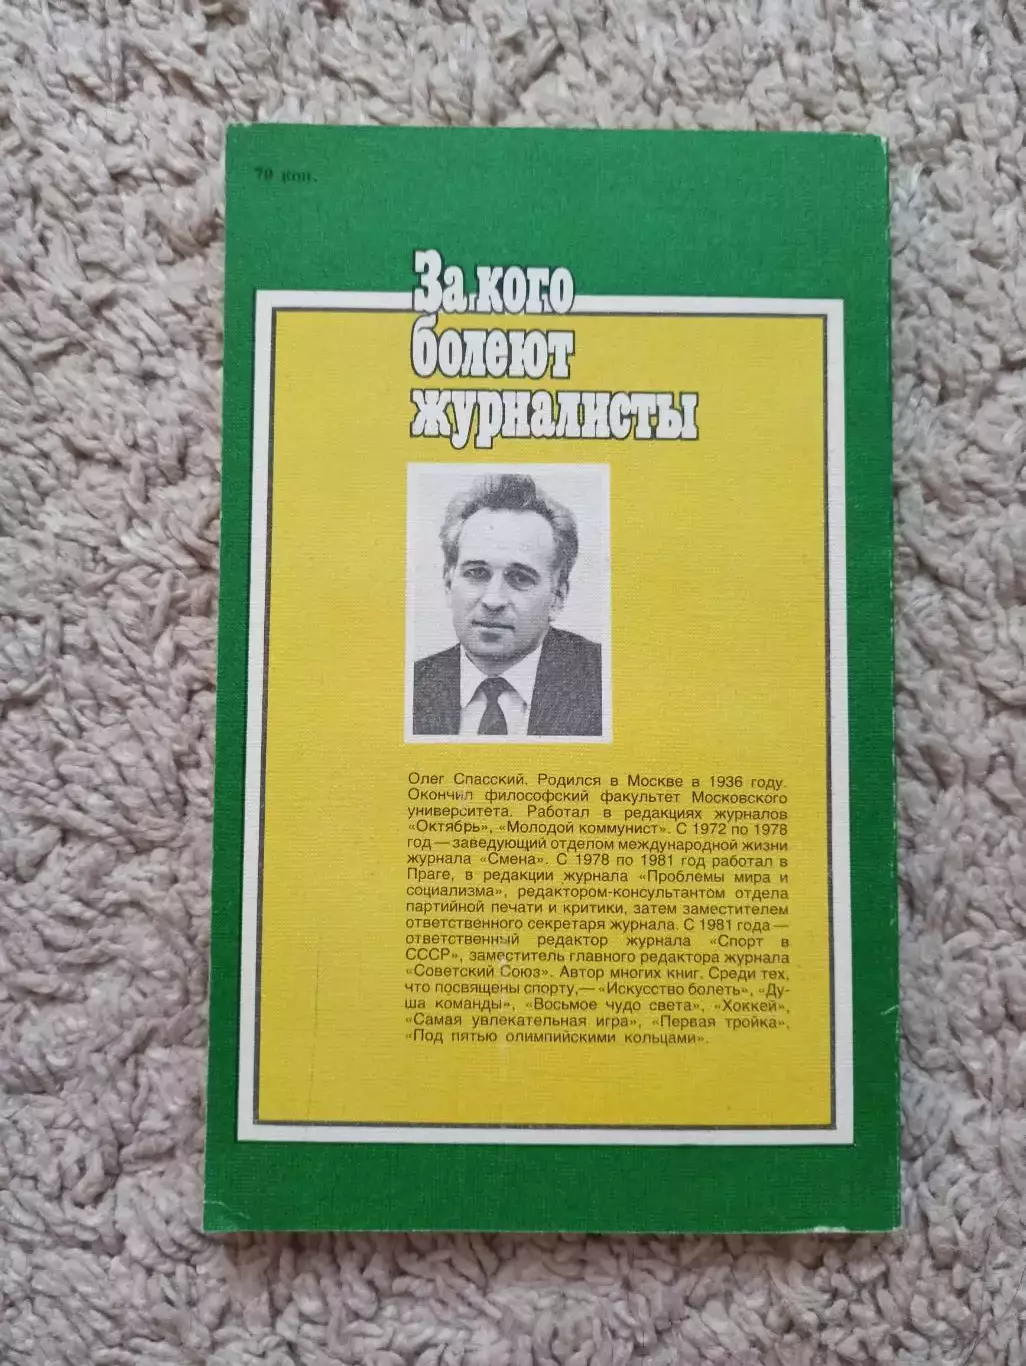 70 коп.
За кого
болеют
журналисты
Олег Спасский. Родился в Москве в 1936 году.
Окончил философский факультет Московского
университета. Работал в редакциях журналов
«Октябрь», «Молодой коммунист». С 1972 по 1978
год — заведующий отделом международной жизни
журнала «Смена». С 1978 по 1981 год работал в
Праге, в редакции журнала «Проблемы мира и
социализма», редактором-консультантом отдела
партийной печати и критики, затем заместителем
ответственного секретаря журнала. С 1981 года —
ответственный редактор журнала «Спорт в
СССР», заместитель главного редактора журнала
«Советский Союз». Автор многих книг. Среди тех,
что посвящены спорту,— «Искусство болеть», «Ду-
ша команды», «Восьмое чудо света», «Хоккей»,
«Самая увлекательная игра», «Первая тройка»,
«Под пятью олимпийскими кольцами».